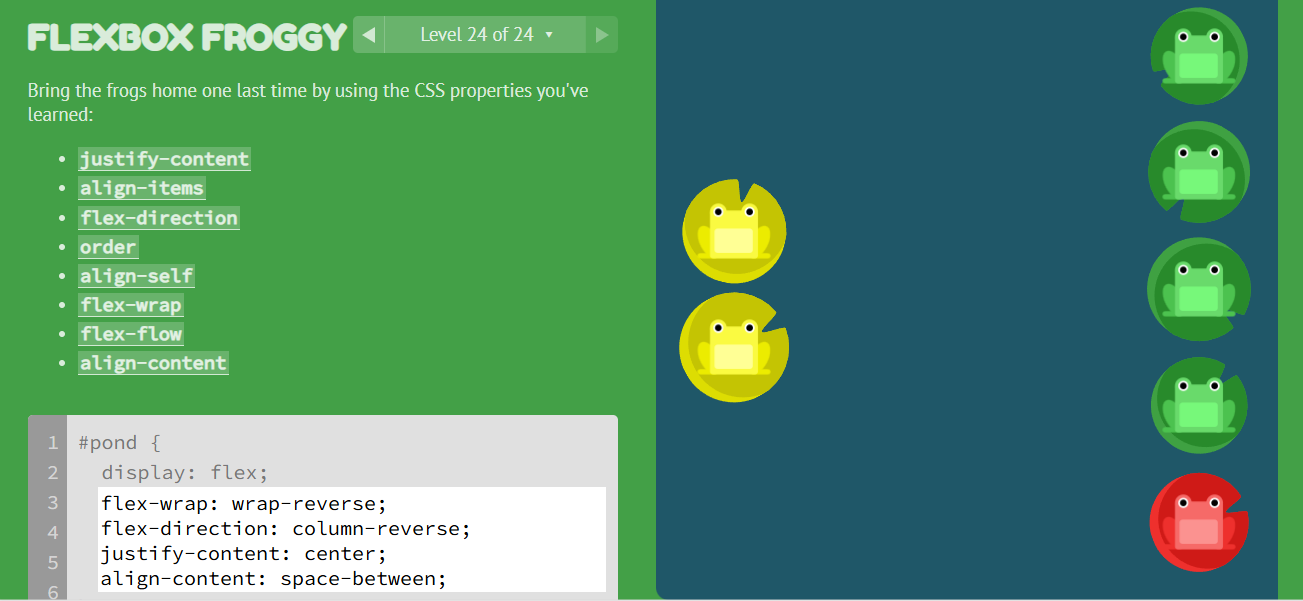 FLEXBOX FROGGY
◀ Level 24 of 24 ▼ ▶
Bring the frogs home one last time by using the CSS properties you've
learned:
• justify-content
• align-items
• flex-direction
• order
• align-self
• flex-wrap
• flex-flow
• align-content
1 #pond {
2 display: flex;
3 flex-wrap: wrap-reverse;
4 flex-direction: column-reverse;
5 justify-content: center;
6 align-content: space-between;